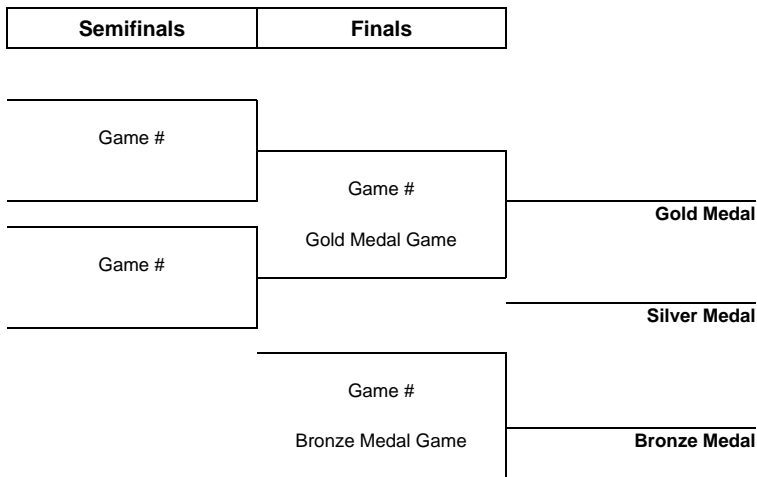 Semifinals Finals
Game #
Game #
Gold Medal
Gold Medal Game
Game #
Silver Medal
Game #
Bronze Medal Game Bronze Medal